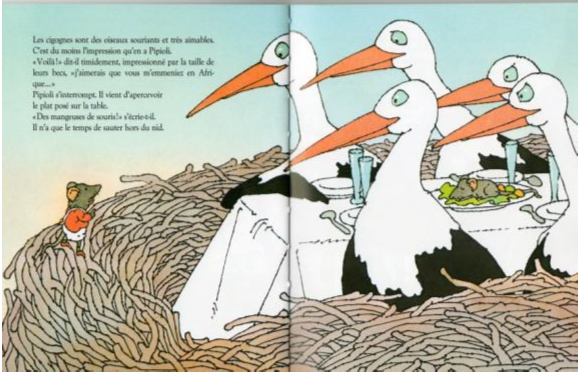 Les cigognes sont des oiseaux souriants et très aimables.
C'est du moins l'impression qu'en a Pipioli.
«Voilà!» dit-il timidement, impressionné par la taille de
leurs becs, «j'aimerais que vous m'emmeniez en Afri-
que...»
Pipioli s'interrompt. Il vient d'apercevoir
le plat posé sur la table.
«Des mangeuses de souris!» s'écrie-t-il.
Il n'a que le temps de sauter hors du nid.